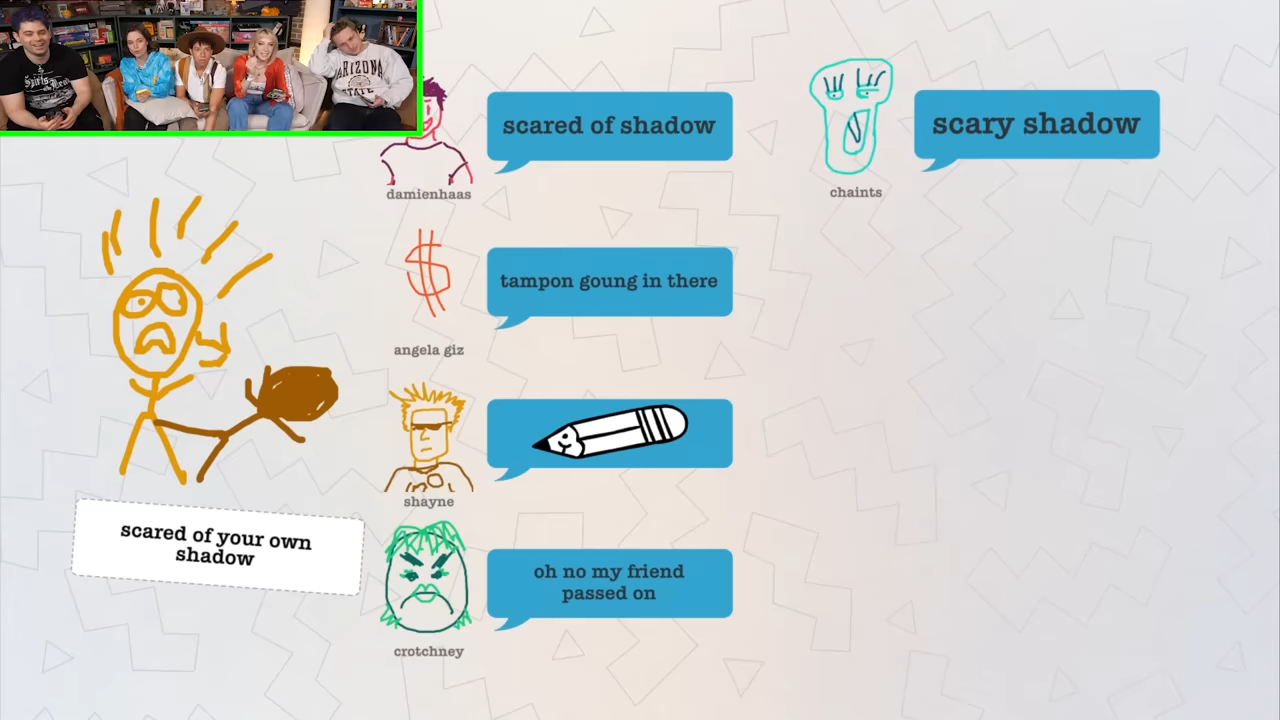 ARIZONA
STATE
scared of shadow
damienhaas
scary shadow
chaints
tampon goung in there
angela giz
shayne
scared of your own
shadow
oh no my friend
passed on
crotchney
$